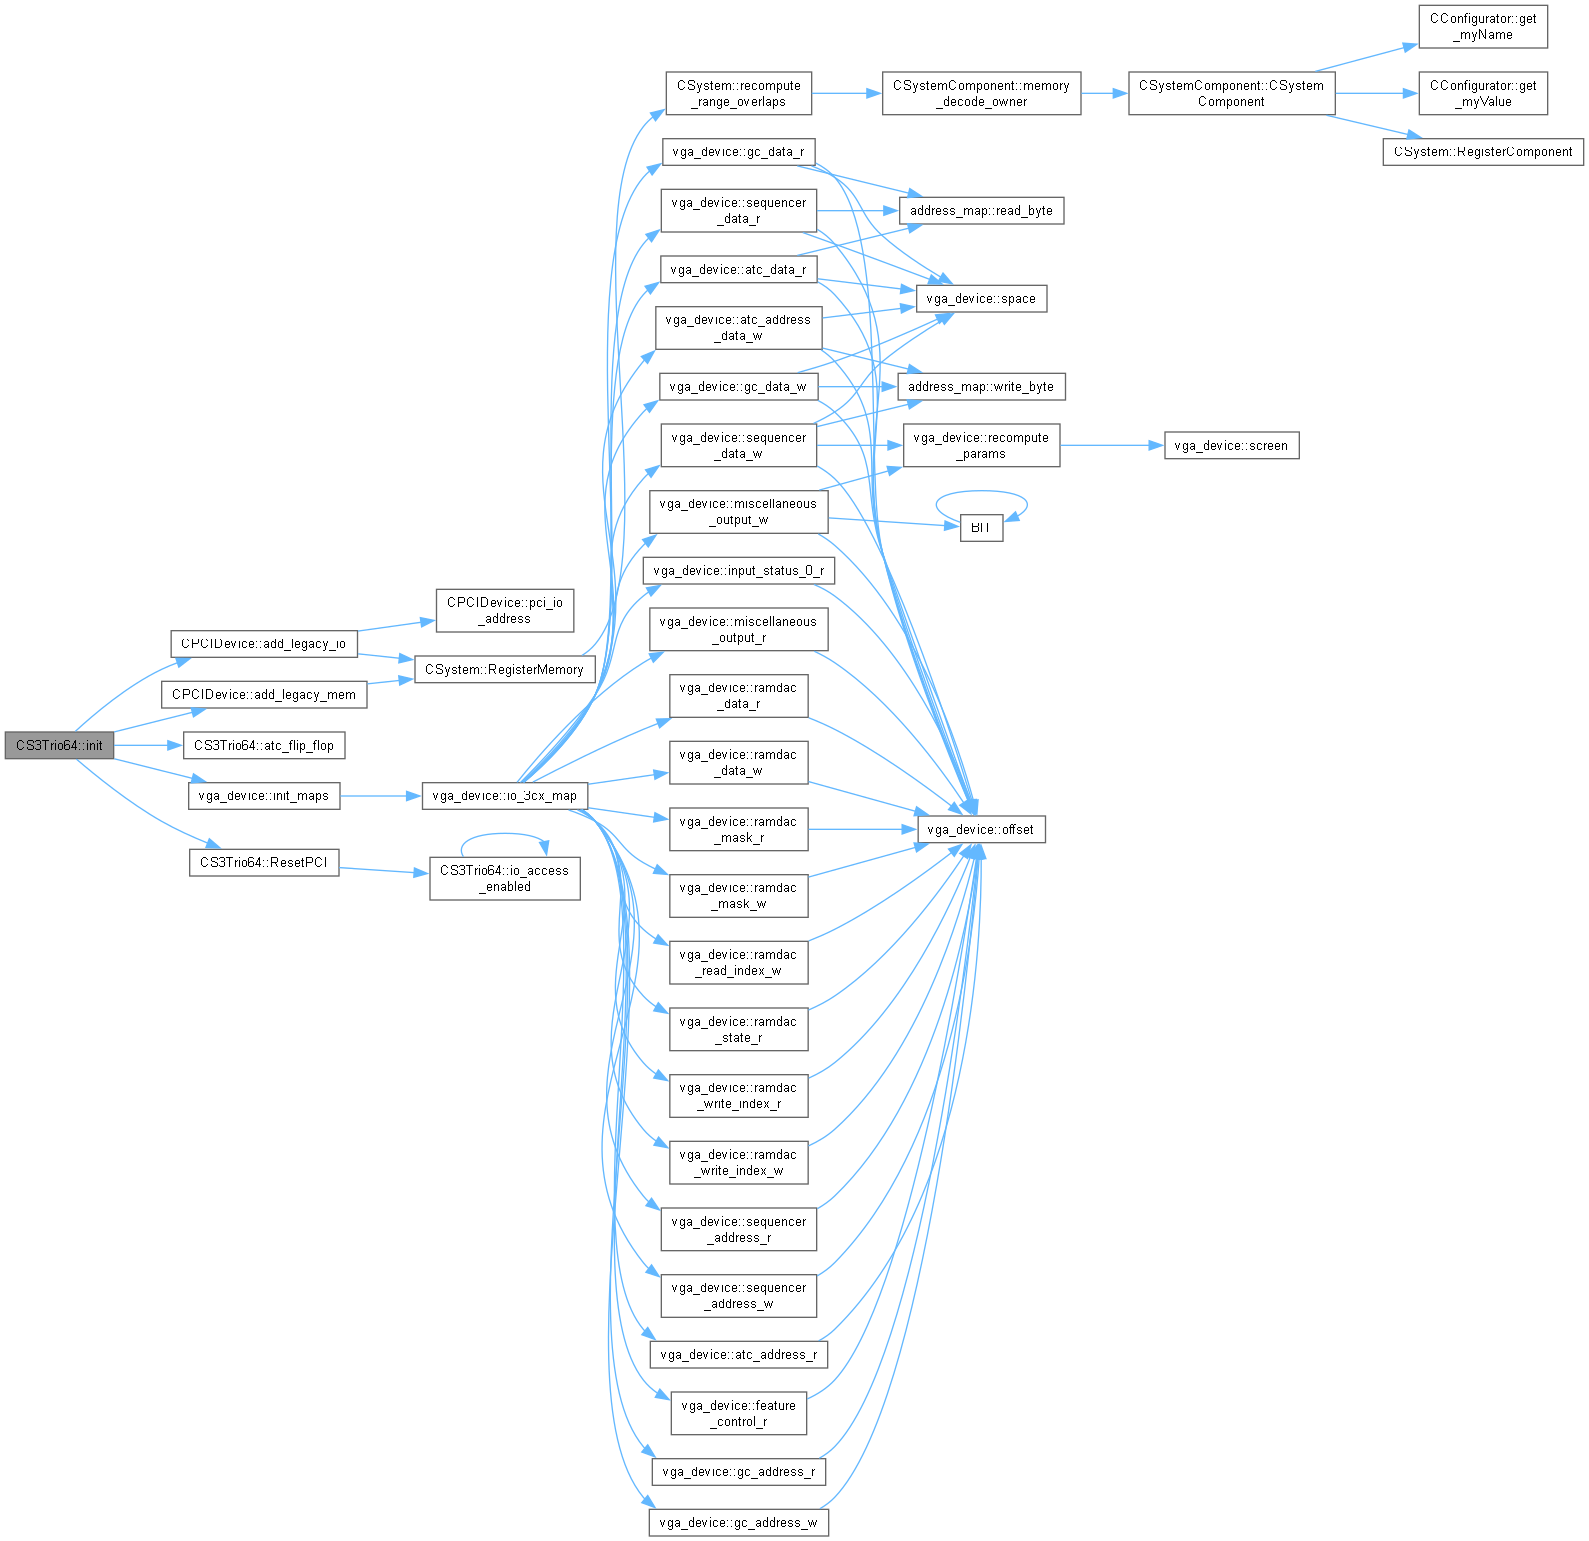 CS3Trio64::init
CPCIDevice::add_legacy_io
CPCIDevice::add_legacy_mem
CS3Trio64::atc_flip_flop
vga_device::init_maps
CS3Trio64::ResetPCI
CPCIDevice::pci_io
_address
CSystem::RegisterMemory
vga_device::io_3cx_map
CS3Trio64::io_access
_enabled
CSystem::recompute
_range_overlaps
vga_device::gc_data_r
vga_device::sequencer
_data_r
vga_device::atc_data_r
vga_device::atc_address
_data_w
vga_device::gc_data_w
vga_device::sequencer
_data_w
vga_device::miscellaneous
_output_w
vga_device::input_status_0_r
vga_device::miscellaneous
_output_r
vga_device::ramdac
_data_r
vga_device::ramdac
_data_w
vga_device::ramdac
_mask_r
vga_device::ramdac
_mask_w
vga_device::ramdac
_read_index_w
vga_device::ramdac
_state_r
vga_device::ramdac
_write_index_r
vga_device::ramdac
_write_index_w
vga_device::sequencer
_address_r
vga_device::sequencer
_address_w
vga_device::atc_address_r
vga_device::feature
_control_r
vga_device::gc_address_r
vga_device::gc_address_w
CSystemComponent::memory
_decode_owner
address_map::read_byte
vga_device::space
address_map::write_byte
vga_device::recompute
_params
BIT
vga_device::offset
CSystemComponent::CSystem
Component
vga_device::screen
CConfigurator::get
_myName
CConfigurator::get
_myValue
CSystem::RegisterComponent